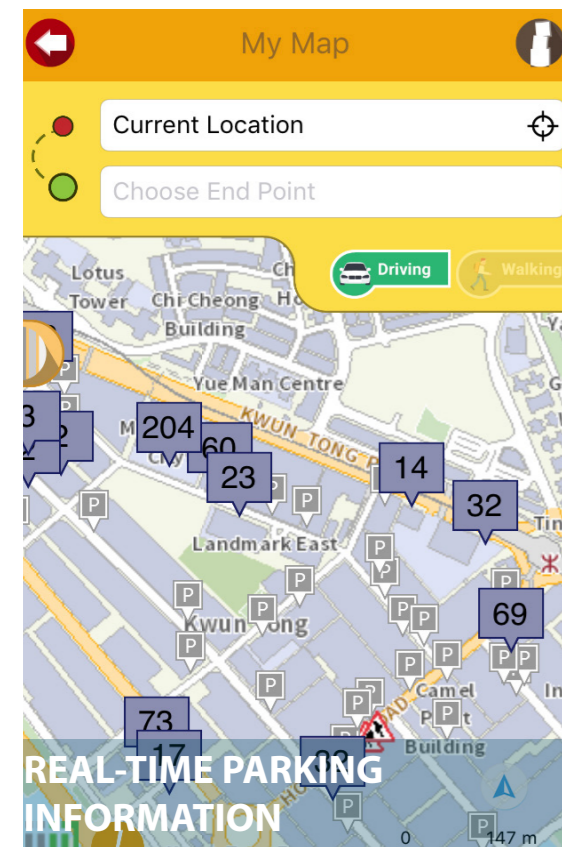 My Map
Current Location
Choose End Point
Driving
Walking
Lotus
Tower
Chi Cheong
Building
Yue Man Centre
KWUN TONG
204
60
23
14
32
Landmark East
69
Kwun Tong
Camel
Building
73
17
33
REAL-TIME PARKING
INFORMATION
0 147 m